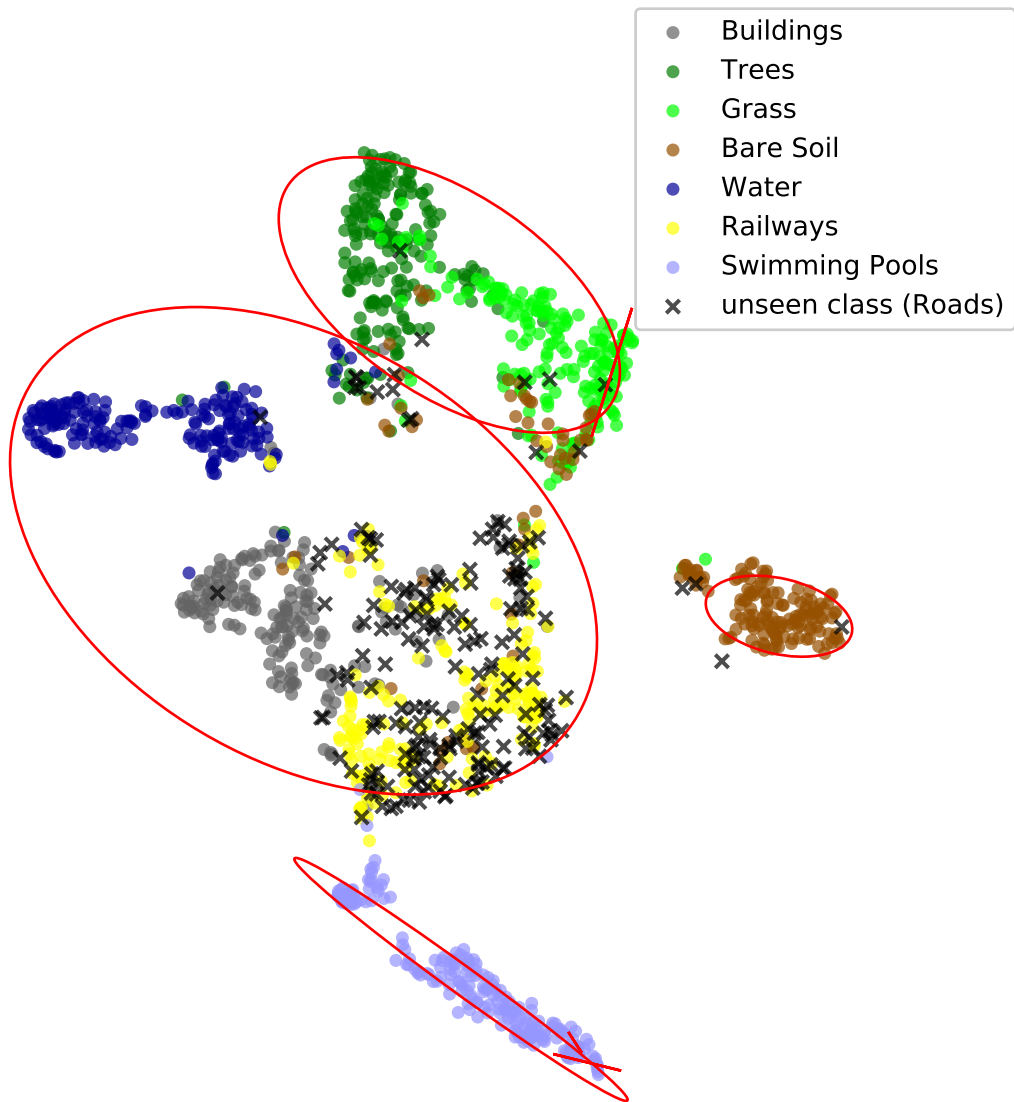 Buildings
Trees
Grass
Bare Soil
Water
Railways
Swimming Pools
unseen class (Roads)